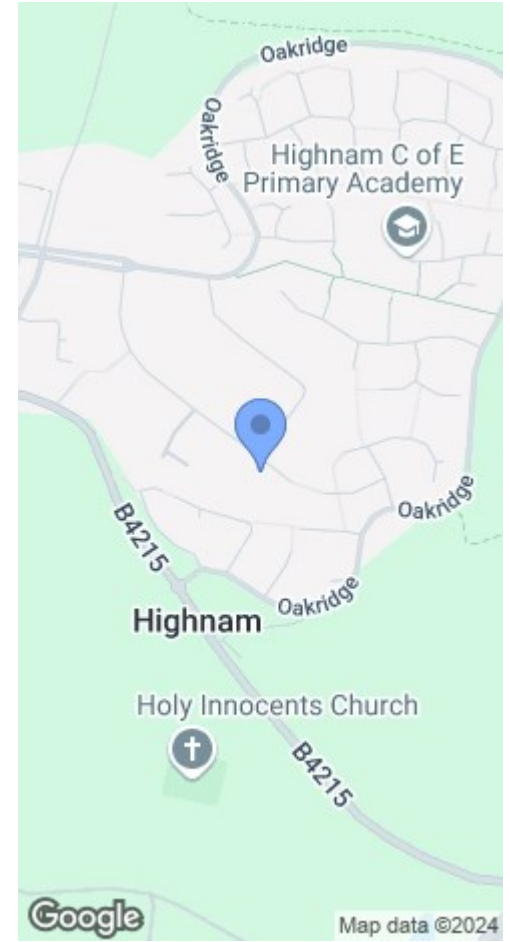 Oakridge
Oakridge
Highnam C of E
Primary Academy
Oakridge
B4215
Oakridge
Highnam
Holy Innocents Church
B4215
Google
Map data ©2024